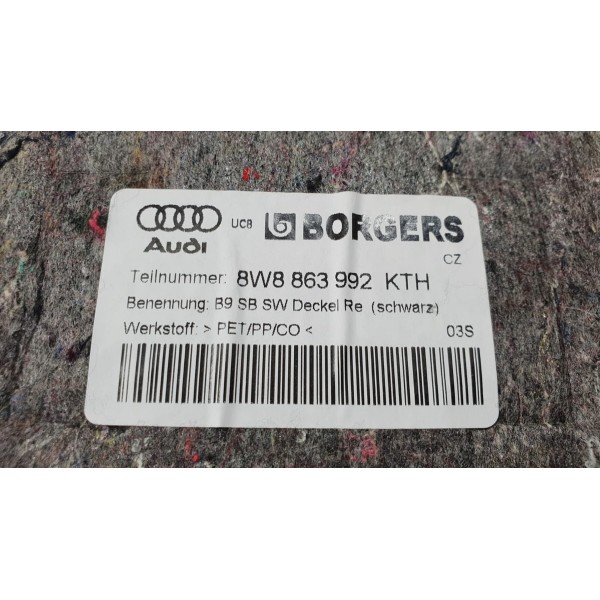 Audi UC8 BORGERS
CZ
Teilnummer: 8W8 863 992 KTH
Benennung: B9 SB SW Deckel Re (schwarz)
Werkstoff: > PET/PP/CO < 03S